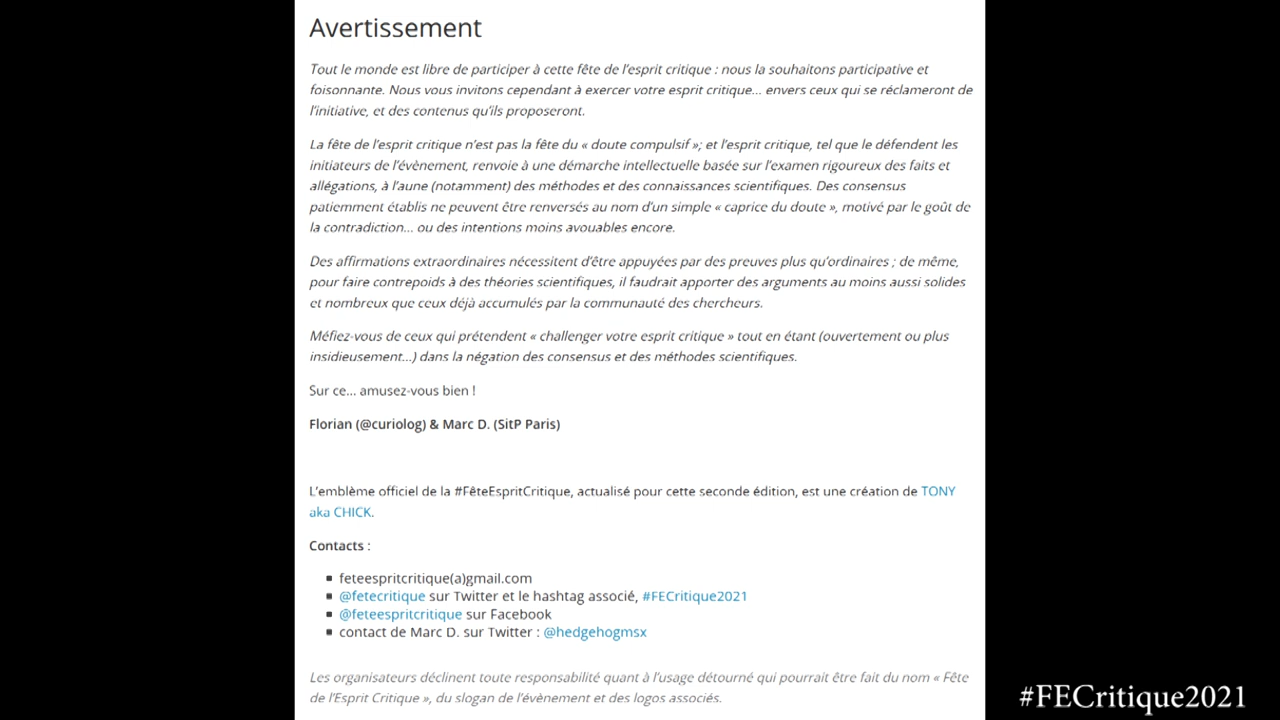 Avertissement
Tout le monde est libre de participer à cette fête de l'esprit critique : nous la souhaitons participative et
foisonnante. Nous vous invitons cependant à exercer votre esprit critique... envers ceux qui se réclameront de
l'initiative, et des contenus qu'ils proposeront.
La fête de l'esprit critique n'est pas la fête du « doute compulsif »; et l'esprit critique, tel que le défendent les
initiateurs de l'évènement, renvoie à une démarche intellectuelle basée sur l'examen rigoureux des faits et
allégations, à l'aune (notamment) des méthodes et des connaissances scientifiques. Des consensus
patiemment établis ne peuvent être renversés au nom d'un simple « caprice du doute », motivé par le goût de
la contradiction... ou des intentions moins avouables encore.
Des affirmations extraordinaires nécessitent d'être appuyées par des preuves plus qu'ordinaires ; de même,
pour faire contrepoids à des théories scientifiques, il faudrait apporter des arguments au moins aussi solides
et nombreux que ceux déjà accumulés par la communauté des chercheurs.
Méfiez-vous de ceux qui prétendent « challenger votre esprit critique » tout en étant (ouvertement ou plus
insidieusement...) dans la négation des consensus et des méthodes scientifiques.
Sur ce... amusez-vous bien !
Florian (@curiolog) & Marc D. (SitP Paris)
L'emblème officiel de la #FêteEspritCritique, actualisé pour cette seconde édition, est une création de TONY
aka CHICK.
Contacts :
▪ feteespritcritique(a)gmail.com
▪ @fetecritique sur Twitter et le hashtag associé, #FECritique2021
▪ @feteespritcritique sur Facebook
▪ contact de Marc D. sur Twitter : @hedgehogmsx
Les organisateurs déclinent toute responsabilité quant à l'usage détourné qui pourrait être fait du nom « Fête
de l'Esprit Critique », du slogan de l'évènement et des logos associés.
#FECritique2021